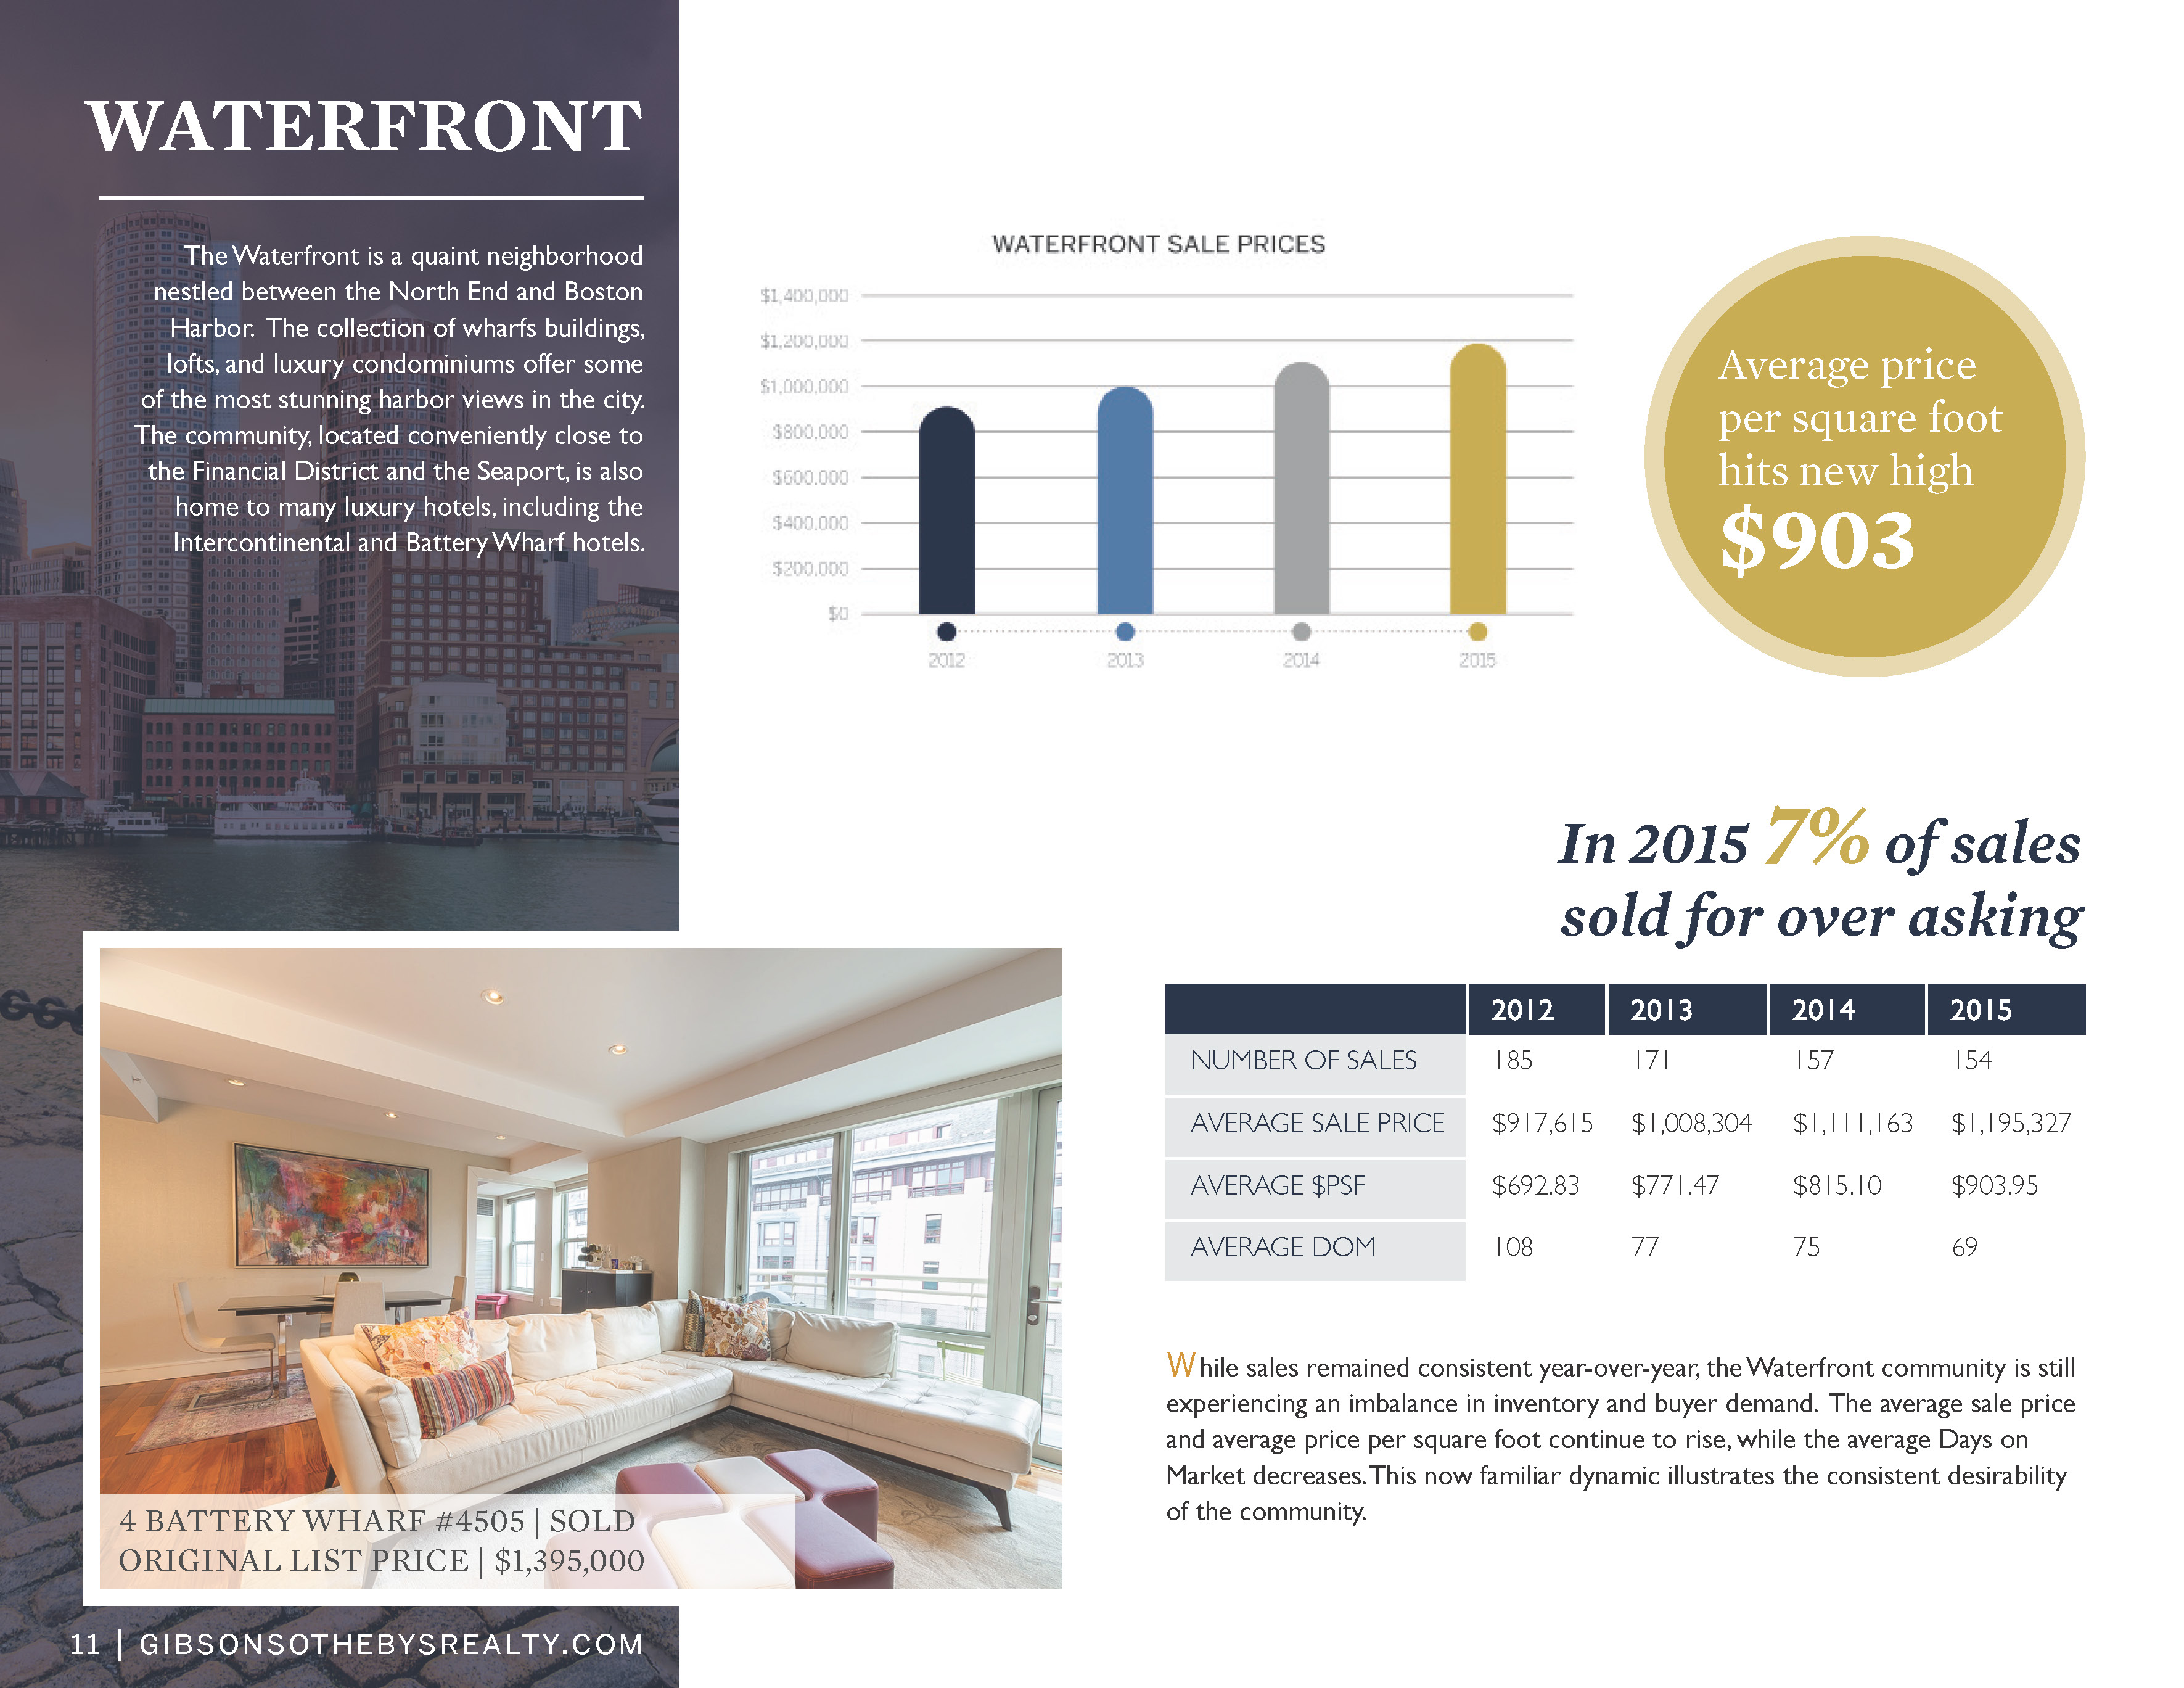 WATERFRONT
The Waterfront is a quaint neighborhood
nestled between the North End and Boston
Harbor. The collection of wharfs buildings,
lofts, and luxury condominiums offer some
of the most stunning harbor views in the city.
The community, located conveniently close to
the Financial District and the Seaport, is also
home to many luxury hotels, including the
Intercontinental and Battery Wharf hotels.
WATERFRONT SALE PRICES
$1,400,000
$1,200,000
$1,000,000
$800,000
$600,000
$400,000
$200,000
$0
2012 2013 2014 2015
Average price
per square foot
hits new high
$903
In 2015 7% of sales
sold for over asking
2012 2013 2014 2015
NUMBER OF SALES 185 171 157 154
AVERAGE SALE PRICE $917,615 $1,008,304 $1,111,163 $1,195,327
AVERAGE $PSF $692.83 $771.47 $815.10 $903.95
AVERAGE DOM 108 77 75 69
While sales remained consistent year-over-year, the Waterfront community is still
experiencing an imbalance in inventory and buyer demand. The average sale price
and average price per square foot continue to rise, while the average Days on
Market decreases. This now familiar dynamic illustrates the consistent desirability
of the community.
4 BATTERY WHARF #4505 | SOLD
ORIGINAL LIST PRICE | $1,395,000
11 | GIBSONSOTHEBYSREALTY.COM